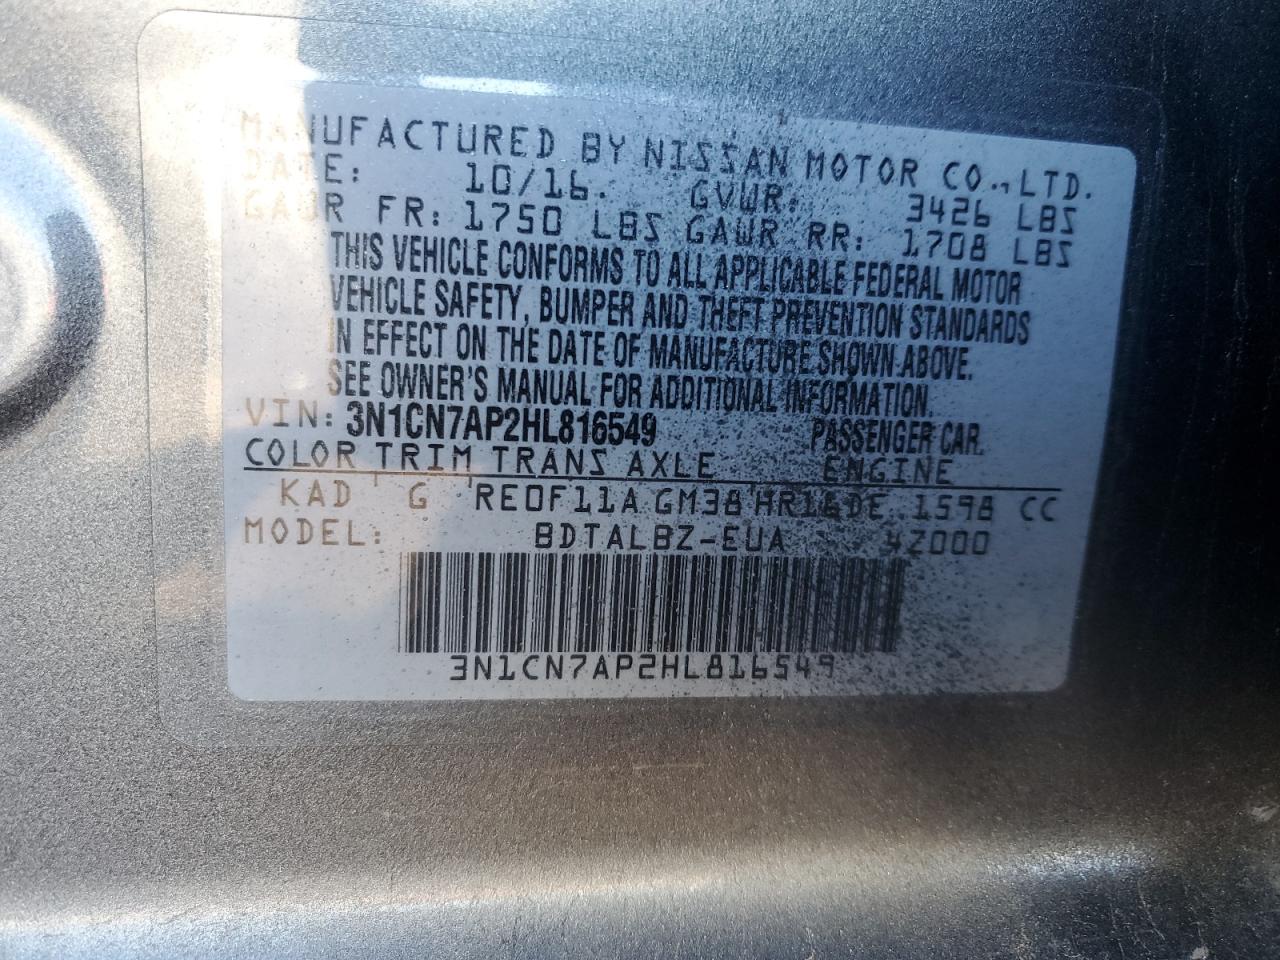 MANUFACTURED BY NISSAN MOTOR CO., LTD.
DATE: 10/16. GVWR: 3426 LBS
GAWR FR: 1750 LBS GAWR RR: 1708 LBS
THIS VEHICLE CONFORMS TO ALL APPLICABLE FEDERAL MOTOR
VEHICLE SAFETY, BUMPER AND THEFT PREVENTION STANDARDS
IN EFFECT ON THE DATE OF MANUFACTURE SHOWN ABOVE.
SEE OWNER'S MANUAL FOR ADDITIONAL INFORMATION.
VIN: 3N1CN7AP2HL816549 PASSENGER CAR.
COLOR TRIM TRANS AXLE ENGINE
KAD G RE0F11A GM38 HR16DE 1598 CC
MODEL: BDTALBZ-EUA 4Z000
3N1CN7AP2HL816549